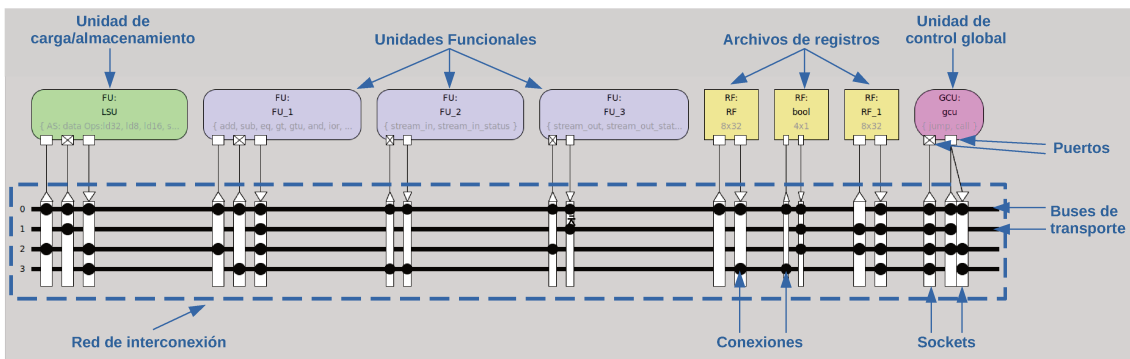 Unidad de
carga/almacenamiento
Unidades Funcionales
Archivos de registros
Unidad de
control global
FU:
LSU
{ AS: data Ops:ld32, ld8, ld16, s...
FU:
FU_1
{ add, sub, eq, gt, gtu, and, ior, ...
FU:
FU_2
{ stream_in, stream_in_status }
FU:
FU_3
{ stream_out, stream_out_stat...
RF:
RF
8x32
RF:
bool
4x1
RF:
RF_1
8x32
GCU:
gcu
{ jump, call }
Puertos
0
1
2
3
Buses de
transporte
Red de interconexión
Conexiones
Sockets